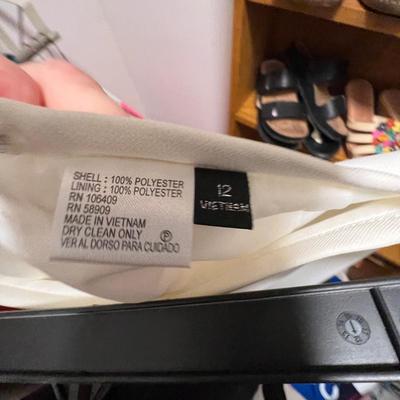 SHELL : 100% POLYESTER
LINING : 100% POLYESTER
RN 106409
RN 58909
MADE IN VIETNAM
DRY CLEAN ONLY
VER AL DORSO PARA CUIDADO
P
12
VIETNAM